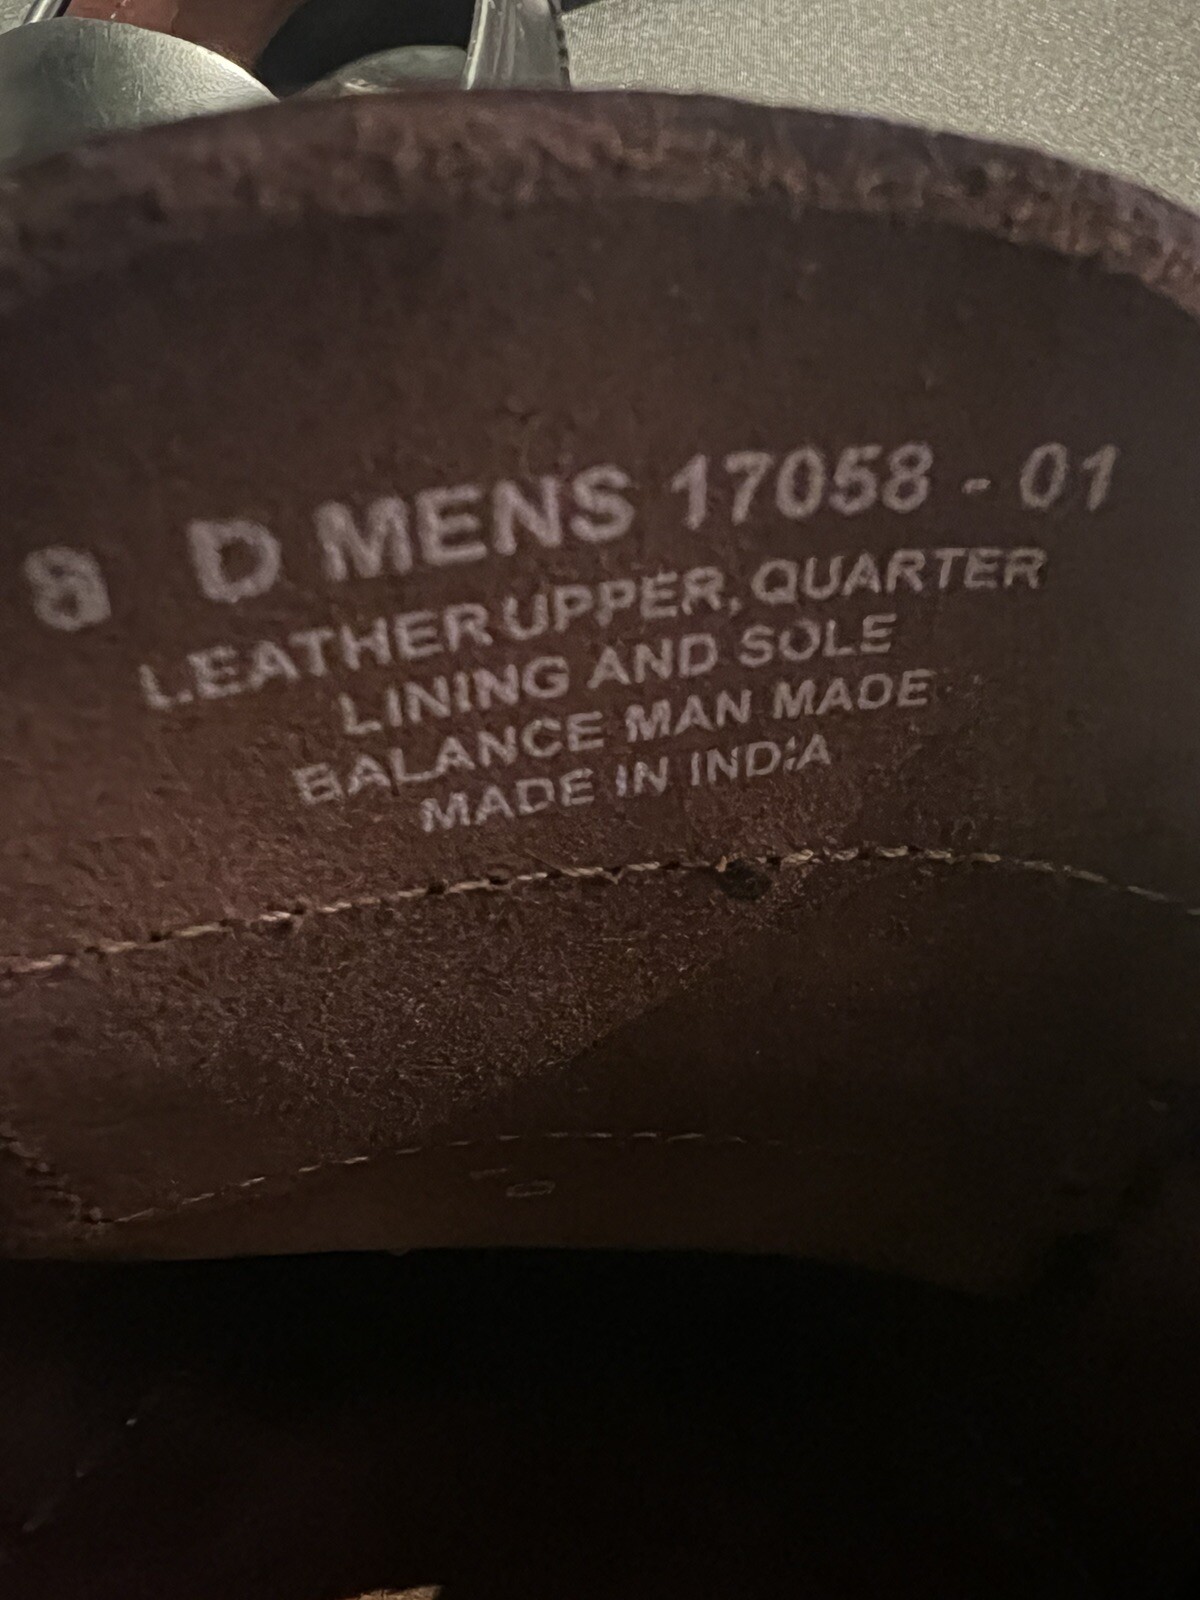 8 D MENS 17058 - 01
LEATHER UPPER, QUARTER
LINING AND SOLE
BALANCE MAN MADE
MADE IN INDIA